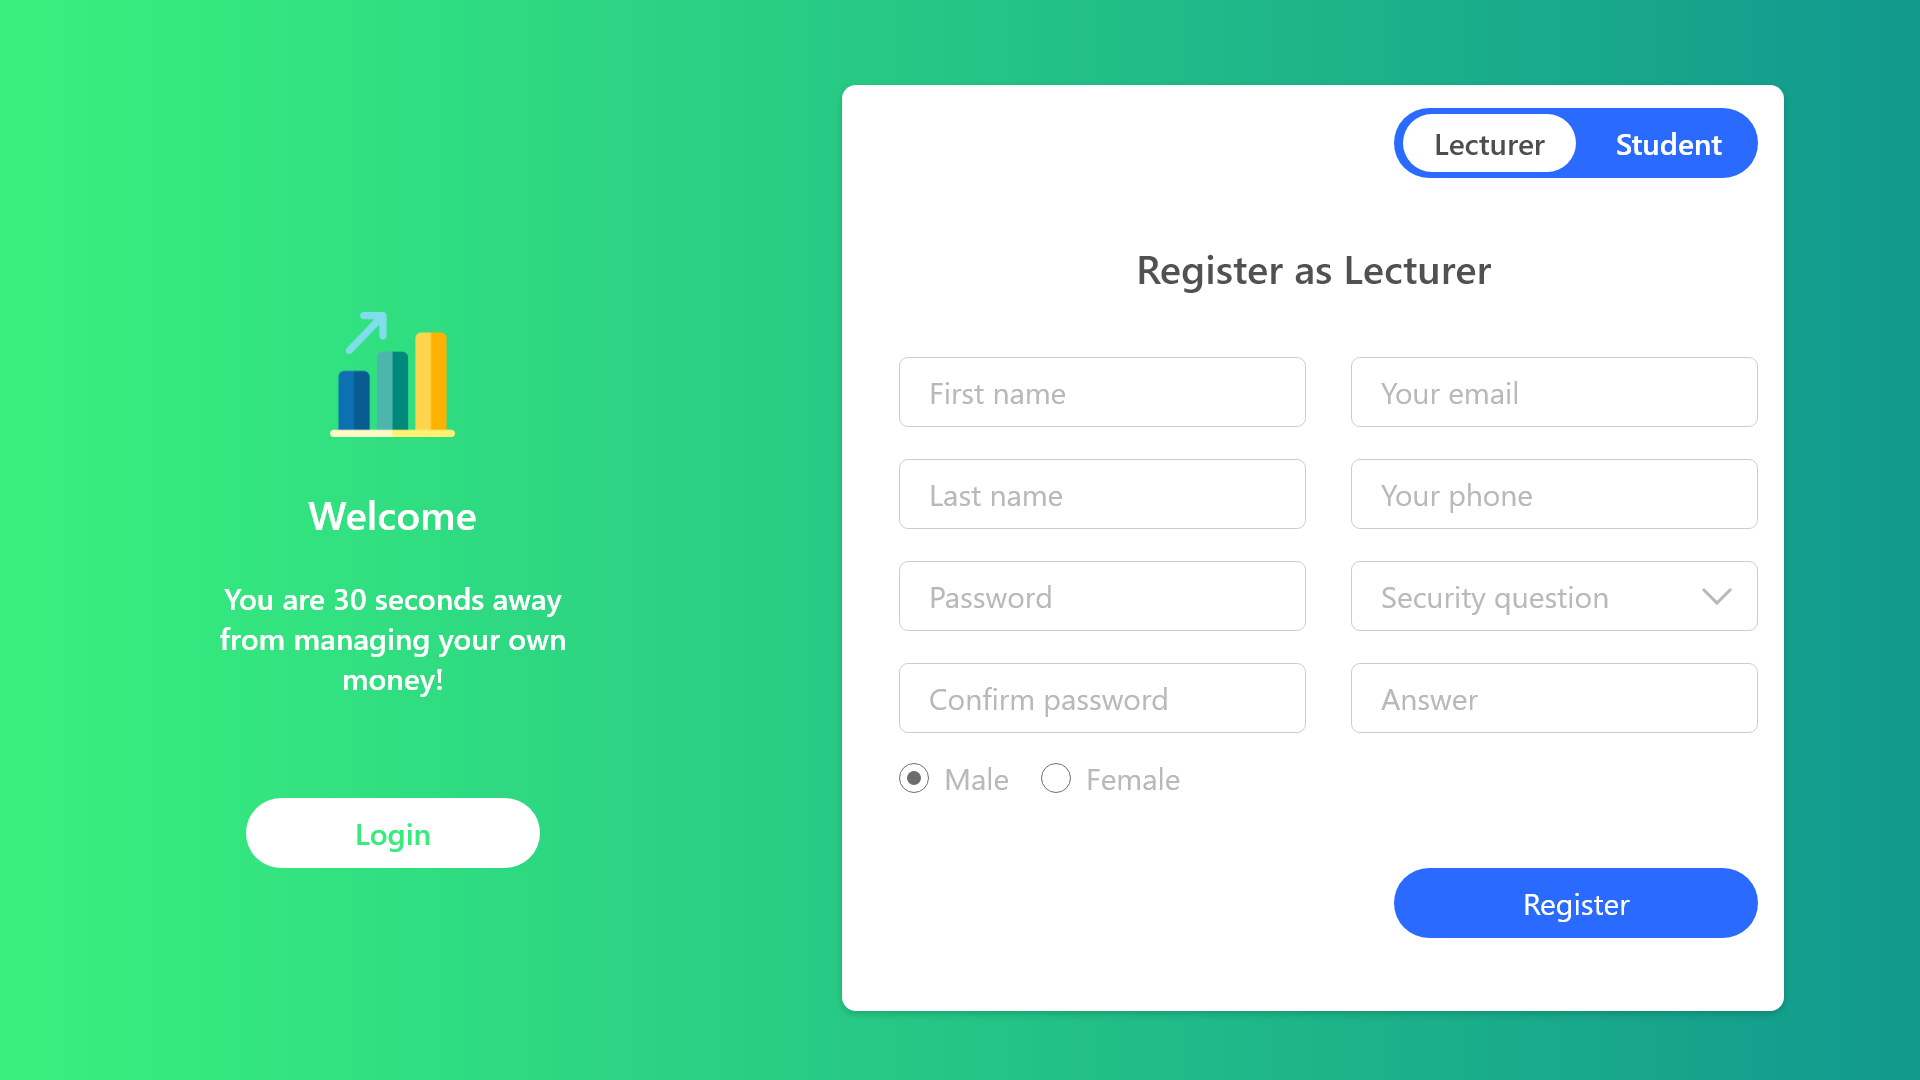 Welcome
You are 30 seconds away
from managing your own
money!
Login
Lecturer
Student
Register as Lecturer
First name
Your email
Last name
Your phone
Password
Security question
Confirm password
Answer
Male
Female
Register